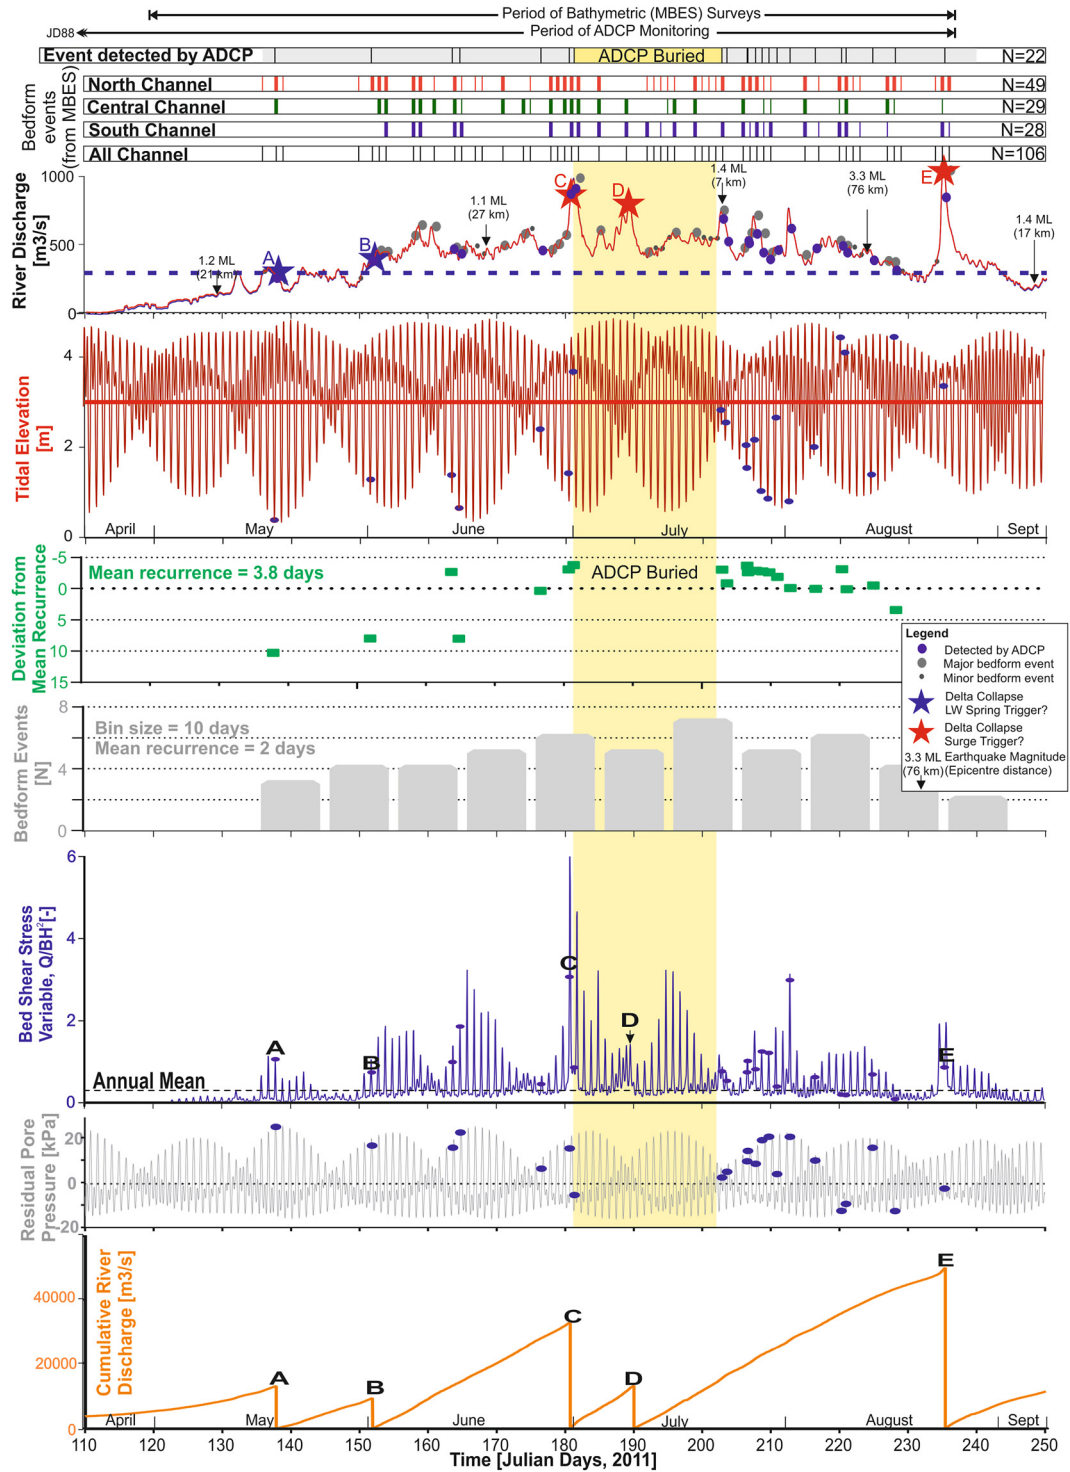 Period of Bathymetric (MBES) Surveys
JD88
Period of ADCP Monitoring
Event detected by ADCP
ADCP Buried
N=22
Bedform events (from MBES)
North Channel
N=49
Central Channel
N=29
South Channel
N=28
All Channel
N=106
River Discharge [m3/s]
1000
500
0
A
B
C
D
E
1.2 ML
(21 km)
1.1 ML
(27 km)
1.4 ML
(7 km)
3.3 ML
(76 km)
1.4 ML
(17 km)
Tidal Elevation [m]
4
2
0
April
May
June
July
August
Sept
Deviation from Mean Recurrence
-5
0
5
10
15
Mean recurrence = 3.8 days
ADCP Buried
Legend
Detected by ADCP
Major bedform event
Minor bedform event
Delta Collapse
LW Spring Trigger?
Delta Collapse
Surge Trigger?
3.3 ML Earthquake Magnitude
(76 km) (Epicentre distance)
Bedform Events [N]
8
4
0
Bin size = 10 days
Mean recurrence = 2 days
Bed Shear Stress Variable, Q/BH²[-]
6
4
2
0
Annual Mean
A
B
C
D
E
Residual Pore Pressure [kPa]
20
0
-20
Cumulative River Discharge [m3/s]
40000
20000
0
A
B
C
D
E
April
May
June
July
August
Sept
110 120 130 140 150 160 170 180 190 200 210 220 230 240 250
Time [Julian Days, 2011]